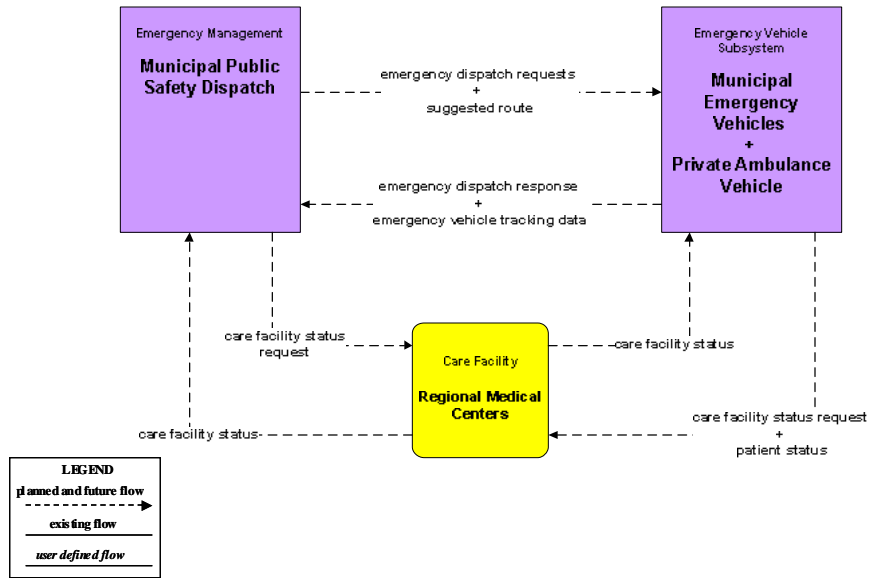 Emergency Management
Municipal Public
Safety Dispatch
Emergency Vehicle
Subsystem
Municipal
Emergency
Vehicles
+
Private Ambulance
Vehicle
emergency dispatch requests
+
suggested route
emergency dispatch response
+
emergency vehicle tracking data
care facility status
request
Care Facility
Regional Medical
Centers
care facility status
care facility status
care facility status request
+
patient status
LEGEND
planned and future flow
existing flow
user defined flow